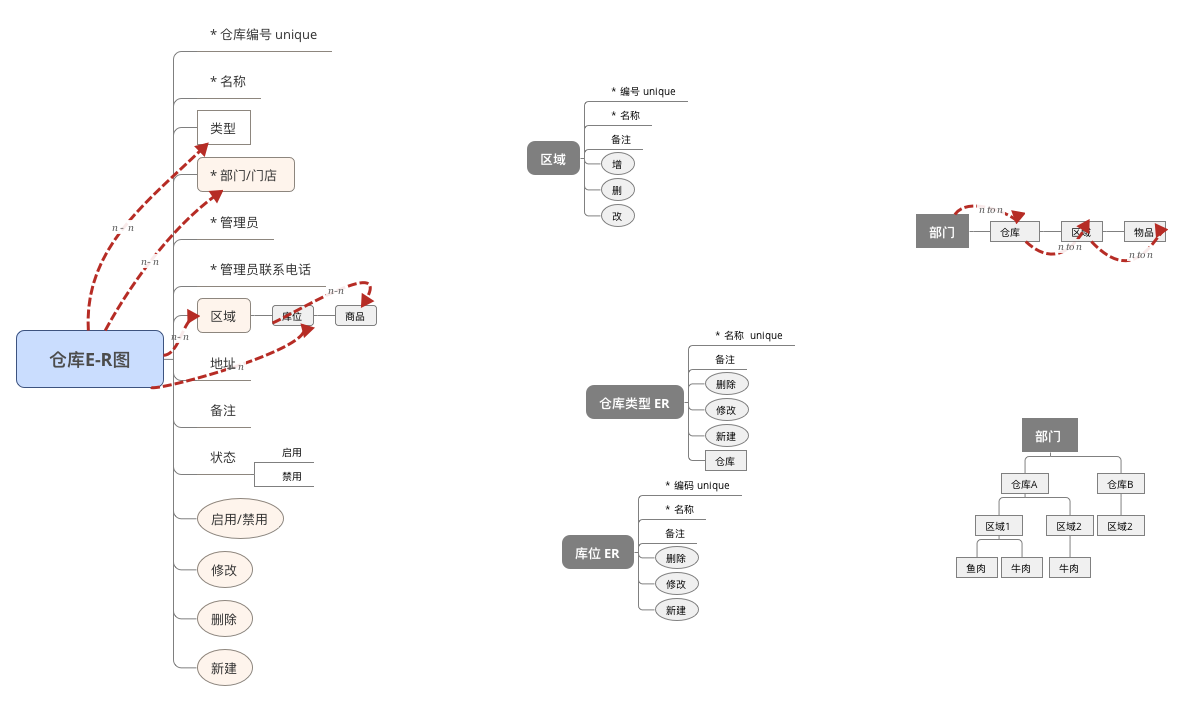 仓库E-R图
* 仓库编号 unique
* 名称
类型
* 部门/门店
* 管理员
* 管理员联系电话
区域
库位
商品
地址
备注
状态
启用
禁用
启用/禁用
修改
删除
新建
n - n
n- n
n- n
n-n
n
区域
* 编号 unique
* 名称
备注
增
删
改
仓库类型 ER
* 名称 unique
备注
删除
修改
新建
仓库
库位 ER
* 编码 unique
* 名称
备注
删除
修改
新建
部门
仓库
区域
物品
n to n
n to n
n to n
部门
仓库A
仓库B
区域1
区域2
区域2
鱼肉
牛肉
牛肉